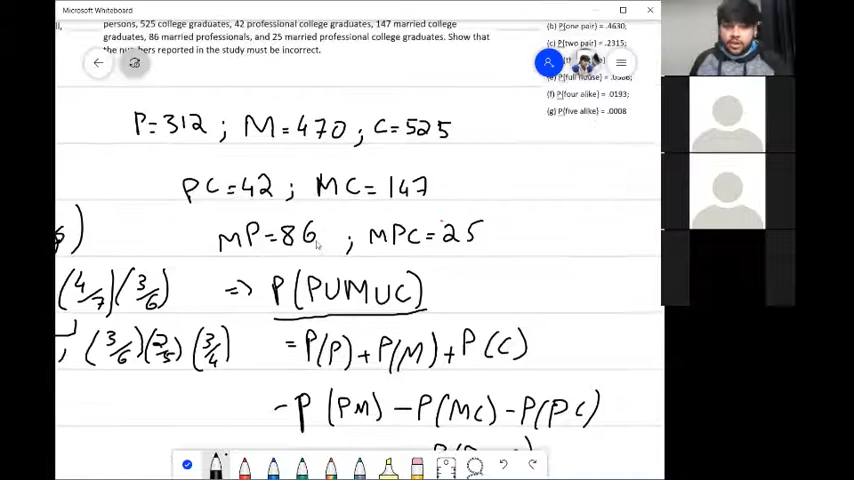 Microsoft Whiteboard
persons, 525 college graduates, 42 professional college graduates, 147 married college
graduates, 86 married professionals, and 25 married professional college graduates. Show that
the numbers reported in the study must be incorrect.
(b) P{one pair} = .4630;
(c) P{two pair} = .2315;
(e) P{full house}
(f) P{four alike} = .0193;
(g) P{five alike} = .0008
P=312 ; M=470 ; C=525
PC=42 ; MC=147
MP=86 ; MPC=25
(4/7)(3/6) => P(PUMUC)
; (3/6)(2/5)(3/4) = P(P)+P(M)+P(C)
-P(PM) -P(MC) -P(PC)